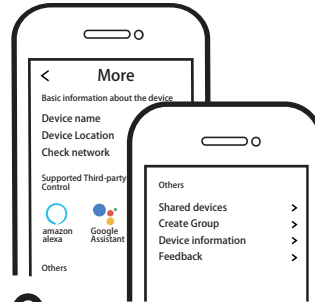 <
More
Basic information about the device
Device name
Device Location
Check network
Supported Third-party
Control
amazon
alexa
Google
Assistant
Others
Others
Shared devices >
Create Group >
Device information >
Feedback >